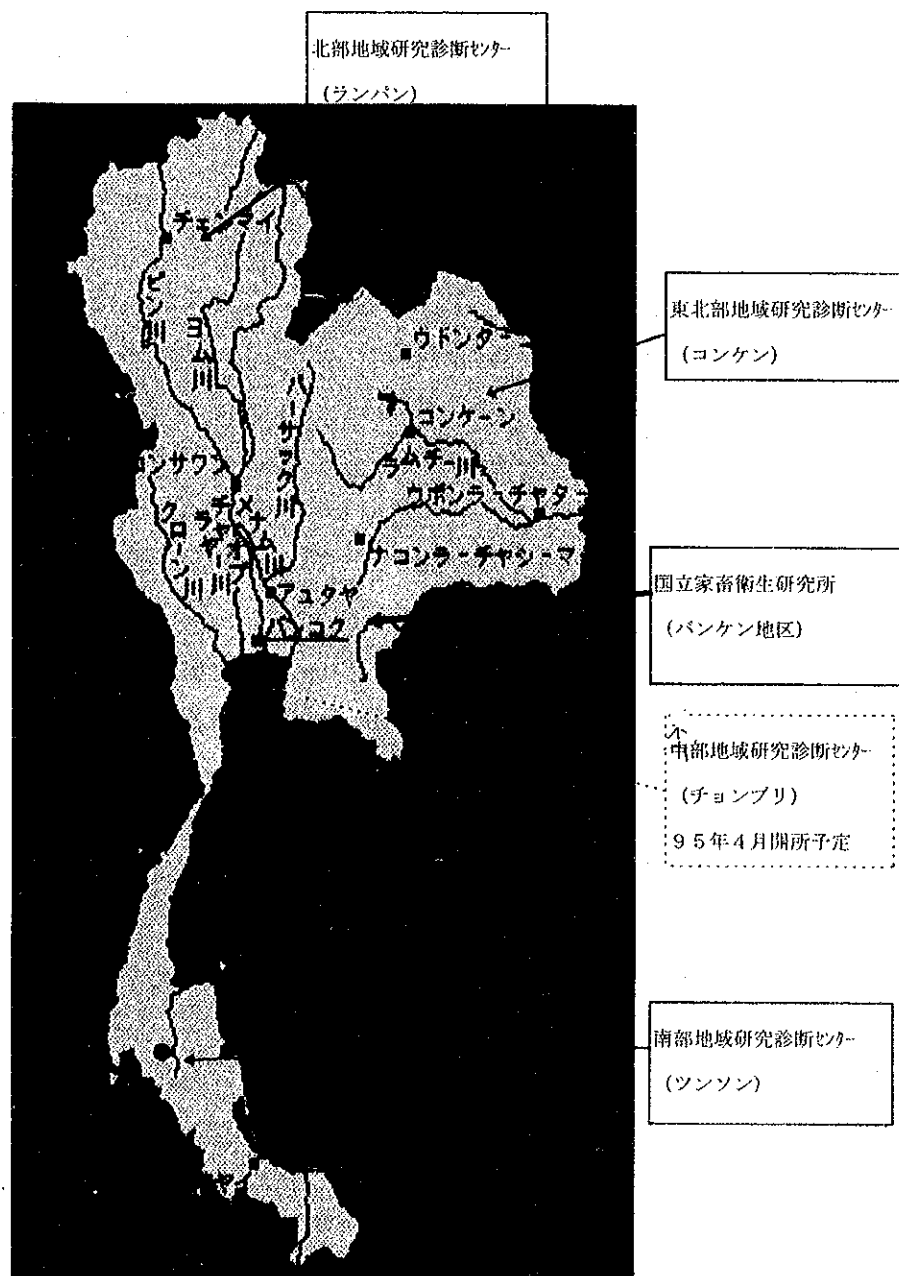 北部地域研究診断センター
(ランパン)
チェンマイ
ピン川
ヨム川
パーサック川
ウドンターニ
東北部地域研究診断センター
(コンケン)
コンケーン
ラムチー川
コンサワン
ウボンラーチャター
クローン川
チャオプラヤー川
メナム川
ナコンラーチャシーマ
アユタヤ
バンコク
国立家畜衛生研究所
(バンケン地区)
中部地域研究診断センター
(チョンブリ)
95年4月開所予定
南部地域研究診断センター
(ツンソン)